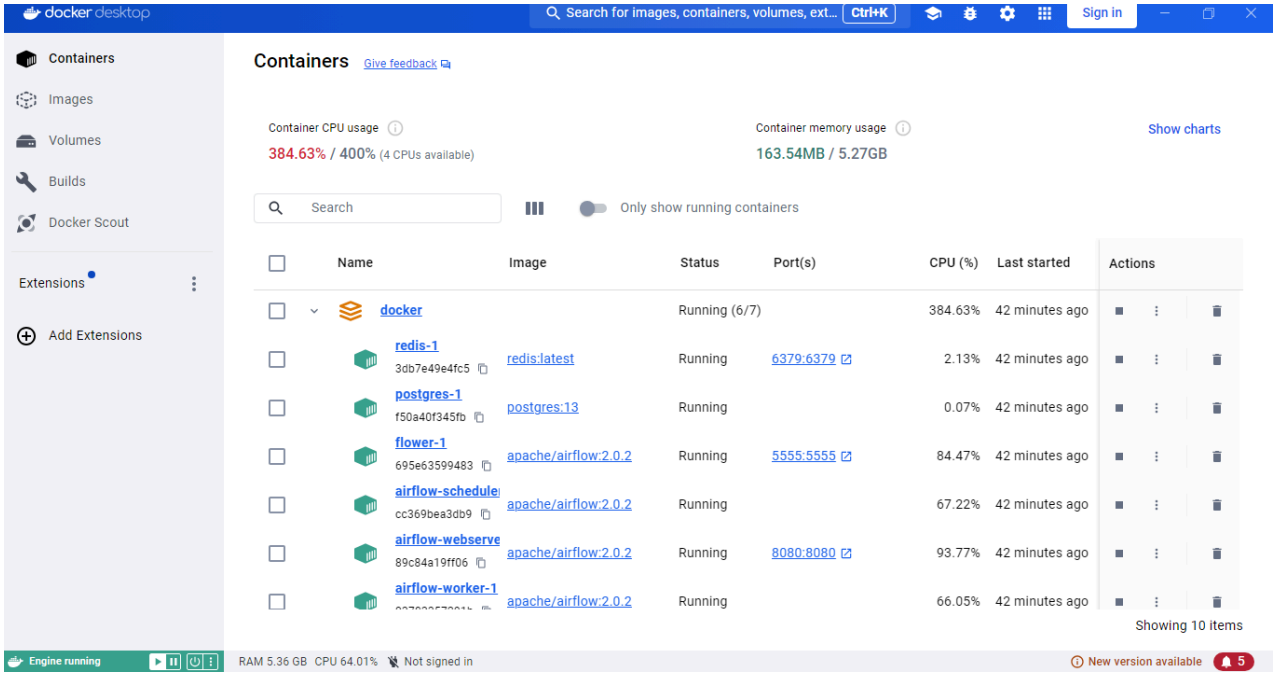 docker desktop
Search for images, containers, volumes, ext... Ctrl+K
Sign in
Containers
Images
Volumes
Builds
Docker Scout
Extensions
Add Extensions
Containers Give feedback
Container CPU usage
384.63% / 400% (4 CPUs available)
Container memory usage
163.54MB / 5.27GB
Show charts
Search
Only show running containers
Name Image Status Port(s) CPU (%) Last started Actions
docker Running (6/7) 384.63% 42 minutes ago
redis-1
3db7e49e4fc5
redis:latest Running 6379:6379 2.13% 42 minutes ago
postgres-1
f50a40f345fb
postgres:13 Running 0.07% 42 minutes ago
flower-1
695e63599483
apache/airflow:2.0.2 Running 5555:5555 84.47% 42 minutes ago
airflow-scheduler
cc369bea3db9
apache/airflow:2.0.2 Running 67.22% 42 minutes ago
airflow-webserve
89c84a19ff06
apache/airflow:2.0.2 Running 8080:8080 93.77% 42 minutes ago
airflow-worker-1
apache/airflow:2.0.2 Running 66.05% 42 minutes ago
Showing 10 items
Engine running
RAM 5.36 GB CPU 64.01% Not signed in
New version available 5